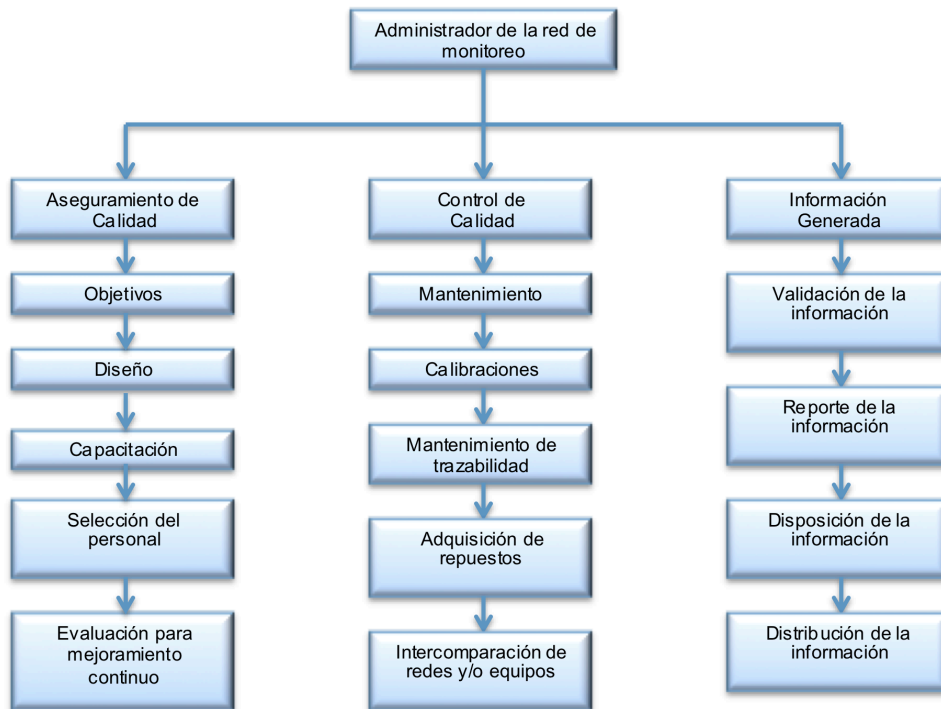 Administrador de la red de
monitoreo
Aseguramiento de
Calidad
Objetivos
Diseño
Capacitación
Selección del
personal
Evaluación para
mejoramiento
continuo
Control de
Calidad
Mantenimiento
Calibraciones
Mantenimiento de
trazabilidad
Adquisición de
repuestos
Intercomparación de
redes y/o equipos
Información
Generada
Validación de la
información
Reporte de la
información
Disposición de la
información
Distribución de la
información